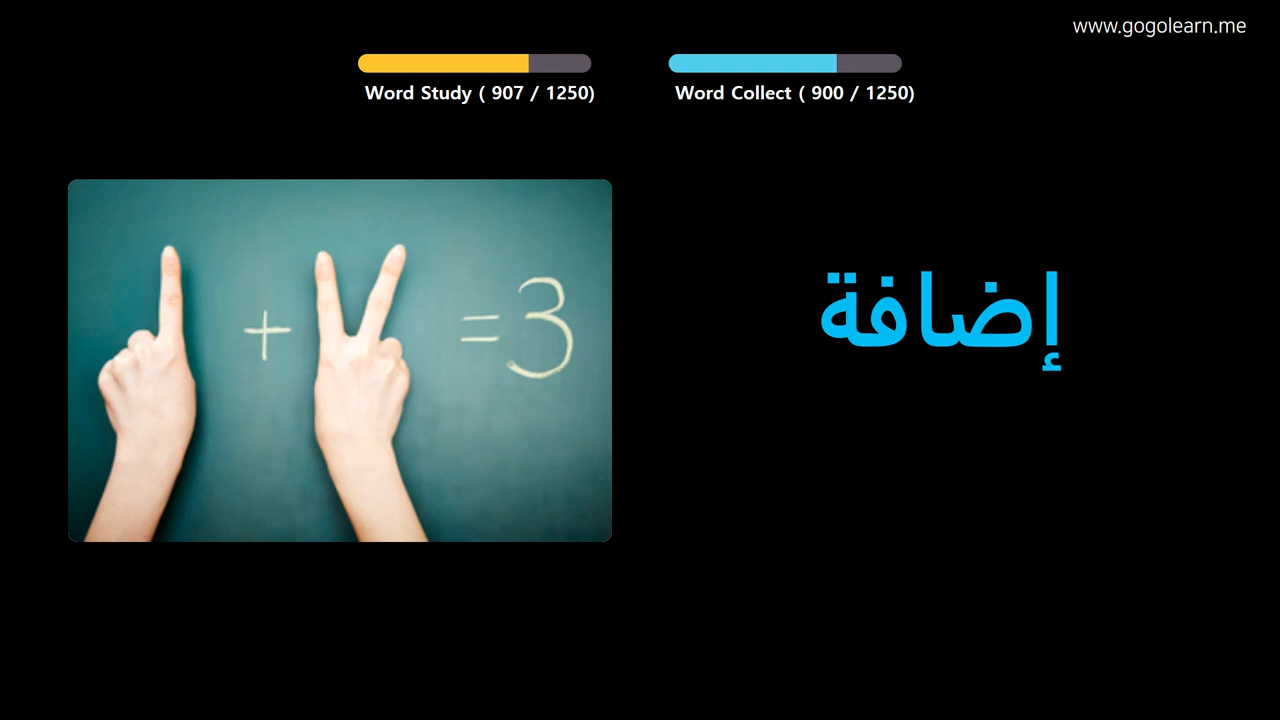 www.gogolearn.me
Word Study ( 907 / 1250)
Word Collect ( 900 / 1250)
+ = 3
إضافة